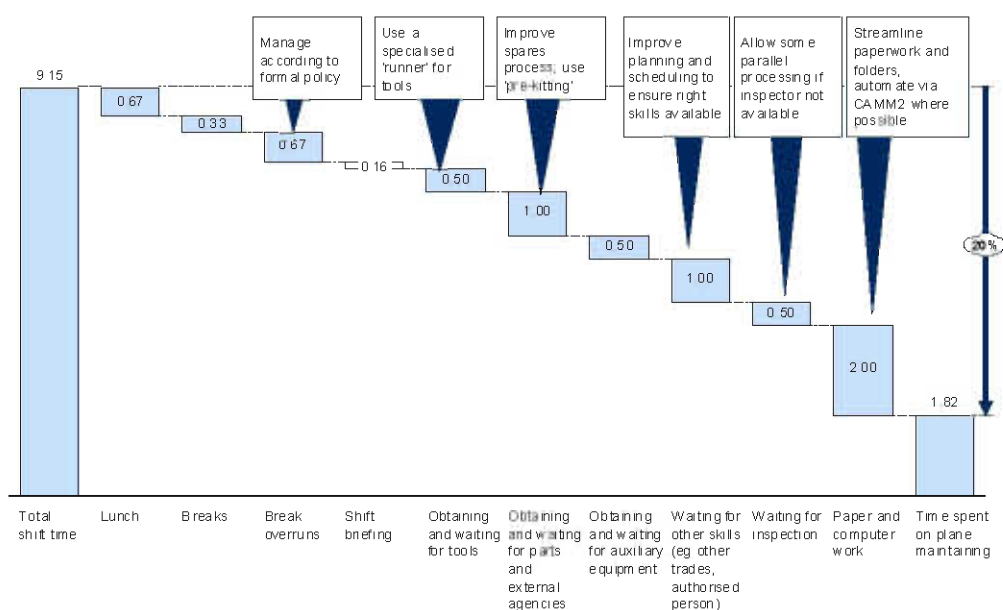 Manage
according to
formal policy
Use a
specialised
'runner' for
tools
Improve
spares
process; use
'pre-kitting'
Improve
planning and
scheduling to
ensure right
skills available
Allow some
parallel
processing if
inspector not
available
Streamline
paperwork and
folders,
automate via
CAMM2 where
possible
9 15
0 67
0 33
0 67
0 16
0 50
1 00
0 50
1 00
0 50
2 00
1 82
20%
Total
shift time
Lunch
Breaks
Break
overruns
Shift
briefing
Obtaining
and waiting
for tools
Obtaining
and waiting
for parts
and
external
agencies
Obtaining
and waiting
for auxiliary
equipment
Waiting for
other skills
(eg other
trades,
authorised
person)
Waiting for
inspection
Paper and
computer
work
Time spent
on plane
maintaining